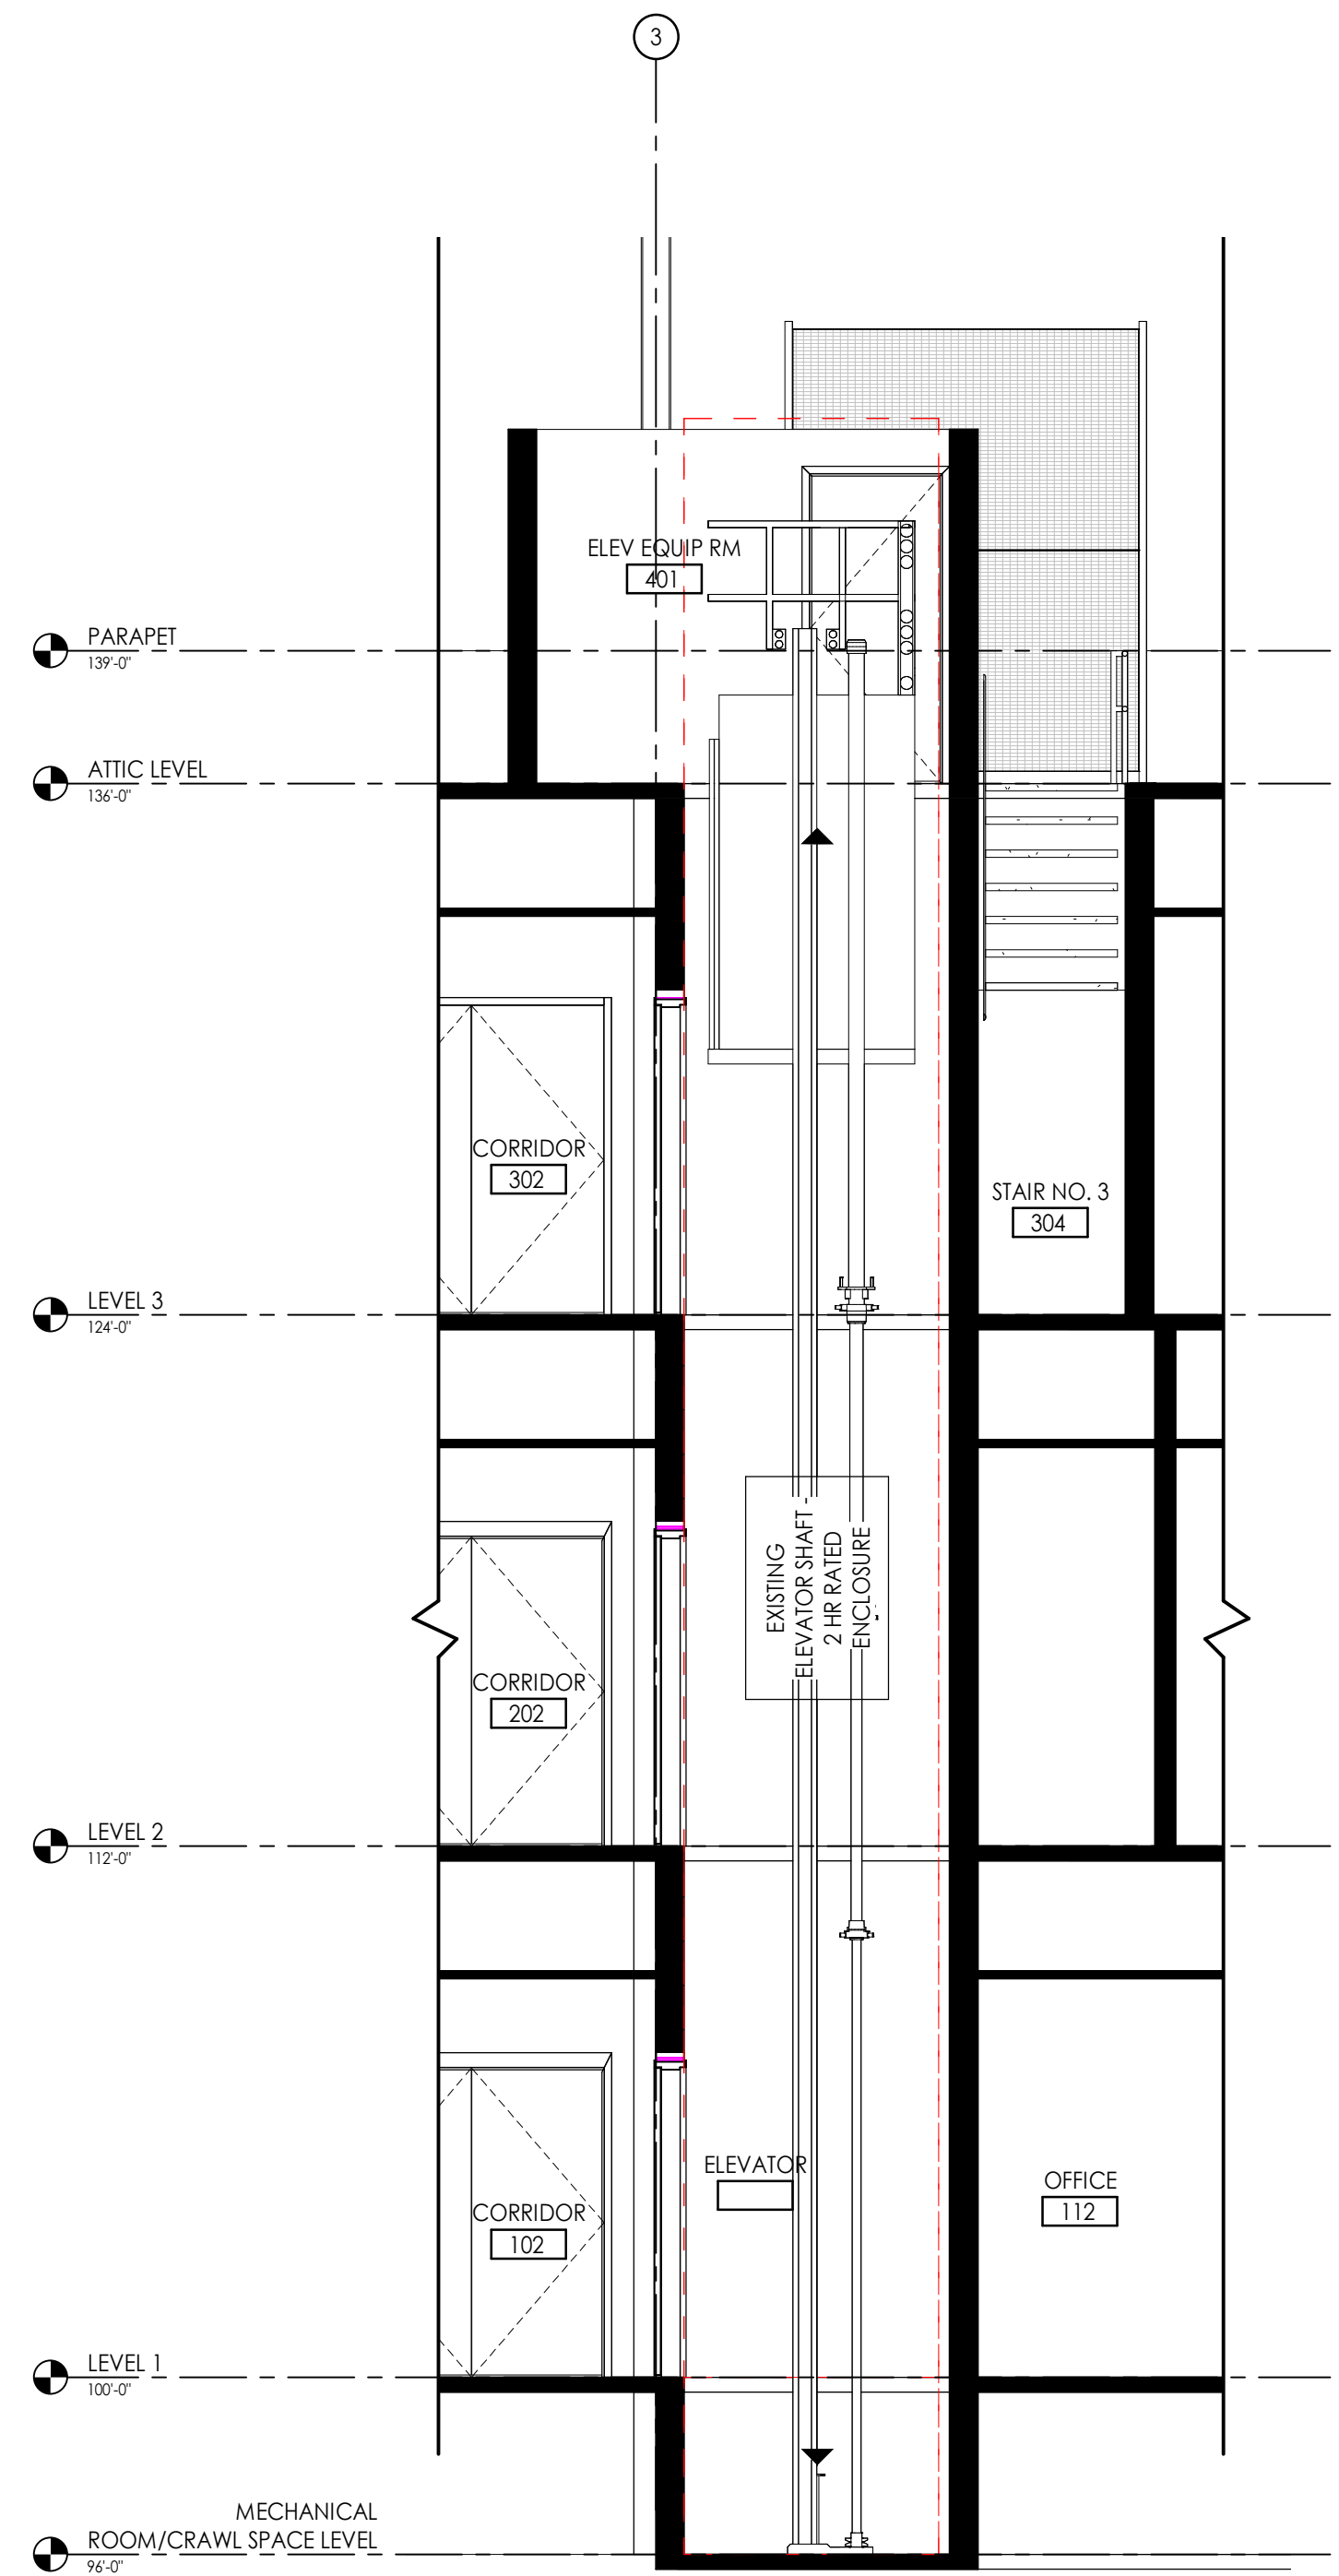 3
ELEV EQUIP RM
401
PARAPET
139'-0"
ATTIC LEVEL
136'-0"
CORRIDOR
302
STAIR NO. 3
304
LEVEL 3
124'-0"
EXISTING
ELEVATOR SHAFT -
2 HR RATED
ENCLOSURE
CORRIDOR
202
LEVEL 2
112'-0"
ELEVATOR
OFFICE
112
CORRIDOR
102
LEVEL 1
100'-0"
MECHANICAL
ROOM/CRAWL SPACE LEVEL
96'-0"